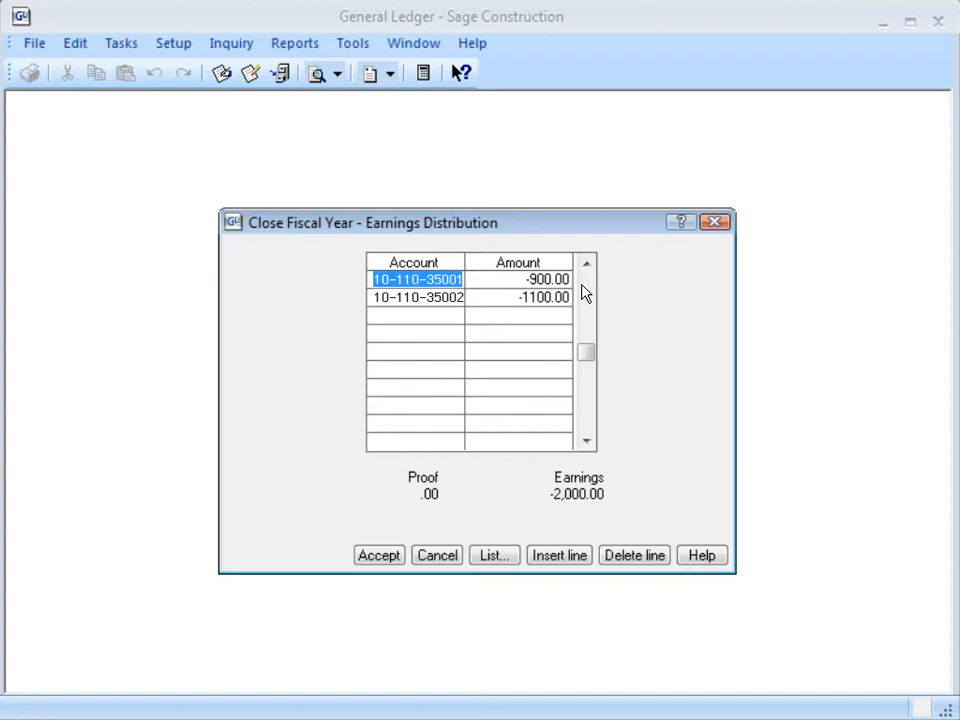 General Ledger - Sage Construction
File Edit Tasks Setup Inquiry Reports Tools Window Help
Close Fiscal Year - Earnings Distribution
Account Amount
10-110-35001 -900.00
10-110-35002 -1100.00
Proof Earnings
.00 -2,000.00
Accept Cancel List... Insert line Delete line Help